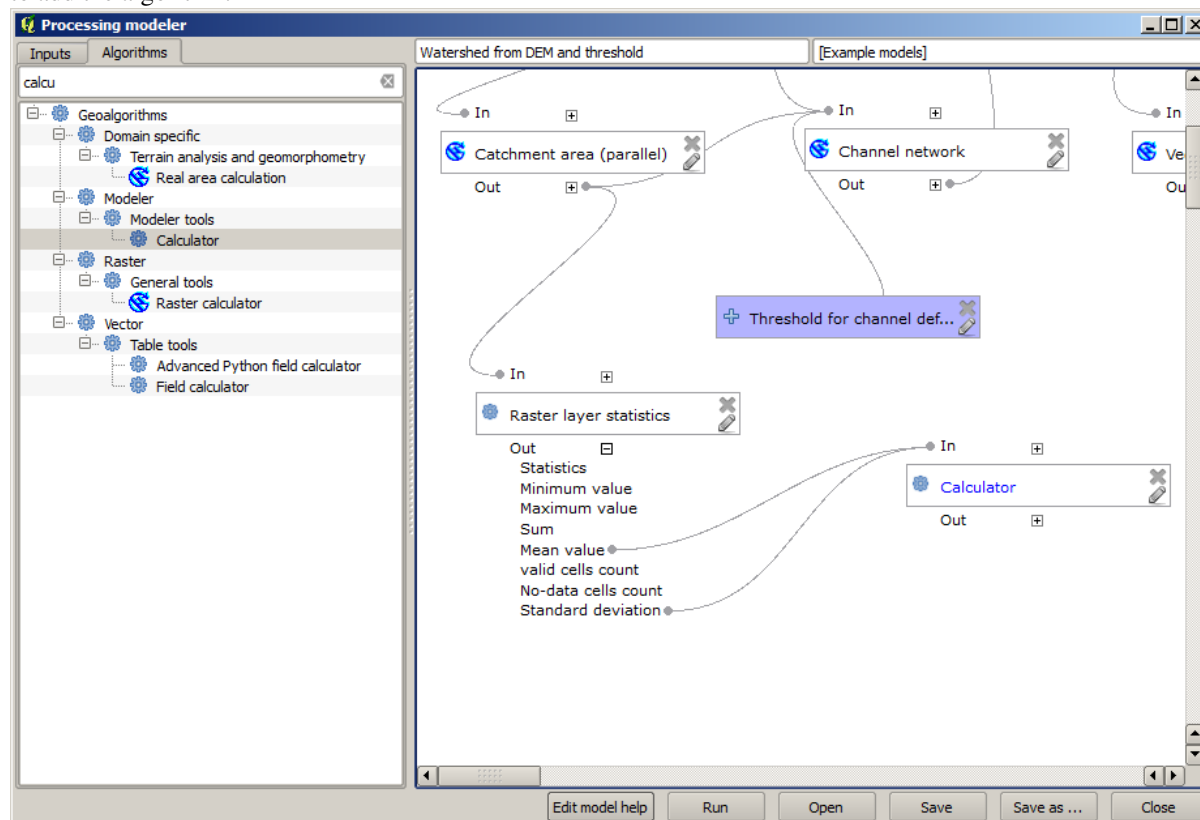 Processing modeler
Inputs Algorithms
calcu
Geoalgorithms
Domain specific
Terrain analysis and geomorphometry
Real area calculation
Modeler
Modeler tools
Calculator
Raster
General tools
Raster calculator
Vector
Table tools
Advanced Python field calculator
Field calculator
Watershed from DEM and threshold [Example models]
In
Catchment area (parallel)
Out
In
Channel network
Out
In
Ve
Ou
Threshold for channel def...
In
Raster layer statistics
Out
Statistics
Minimum value
Maximum value
Sum
Mean value
valid cells count
No-data cells count
Standard deviation
In
Calculator
Out
Edit model help Run Open Save Save as ... Close